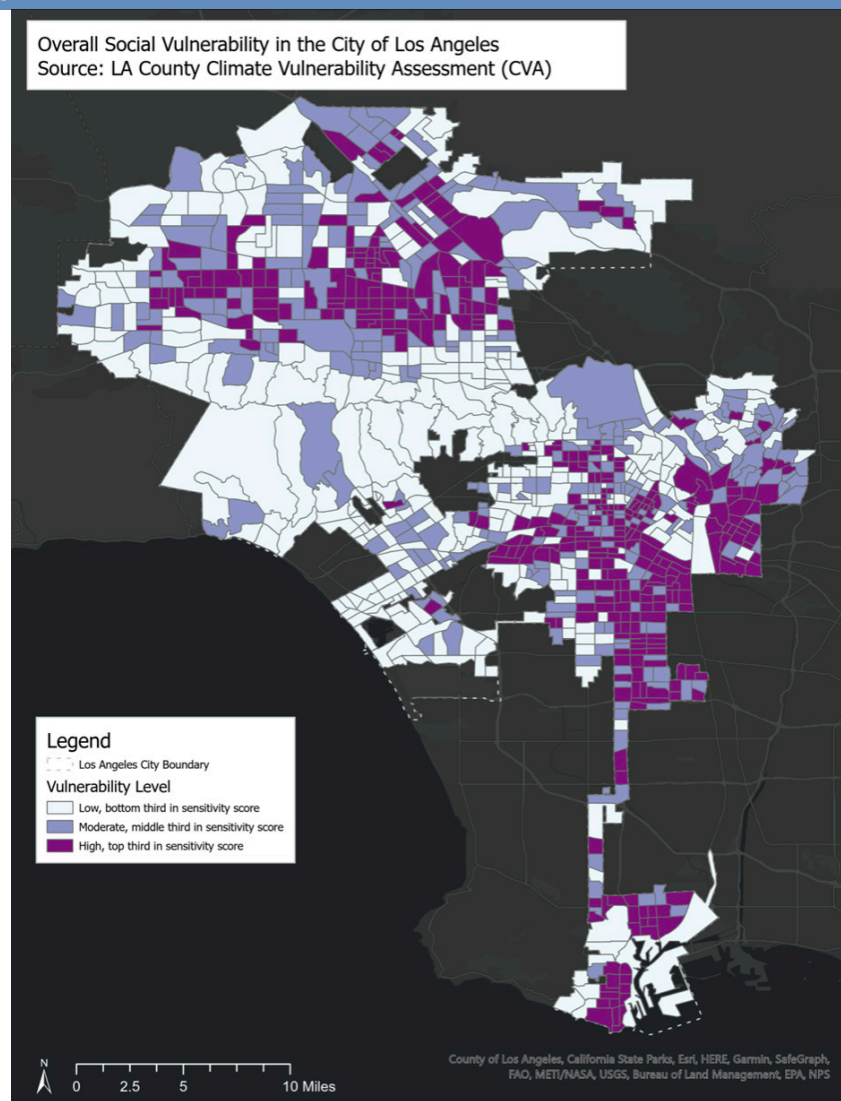 Overall Social Vulnerability in the City of Los Angeles
Source: LA County Climate Vulnerability Assessment (CVA)
Legend
Los Angeles City Boundary
Vulnerability Level
Low, bottom third in sensitivity score
Moderate, middle third in sensitivity score
High, top third in sensitivity score
N
0 2.5 5 10 Miles
County of Los Angeles, California State Parks, Esri, HERE, Garmin, SafeGraph,
FAO, METI/NASA, USGS, Bureau of Land Management, EPA, NPS